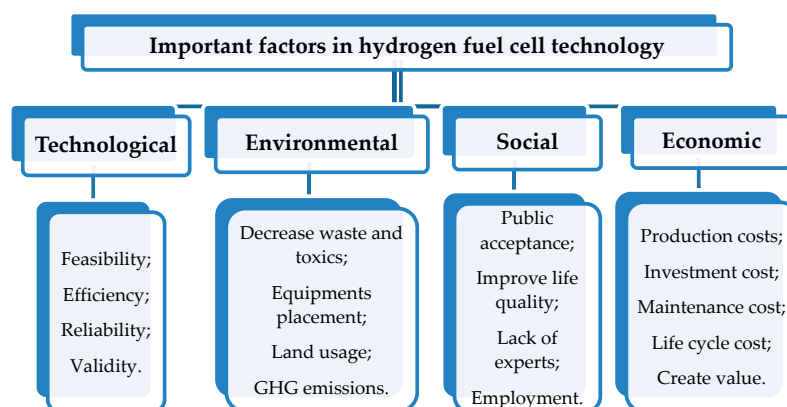 Important factors in hydrogen fuel cell technology
Technological
Environmental
Social
Economic
Feasibility;
Efficiency;
Reliability;
Validity.
Decrease waste and
toxics;
Equipments
placement;
Land usage;
GHG emissions.
Public
acceptance;
Improve life
quality;
Lack of
experts;
Employment.
Production costs;
Investment cost;
Maintenance cost;
Life cycle cost;
Create value.